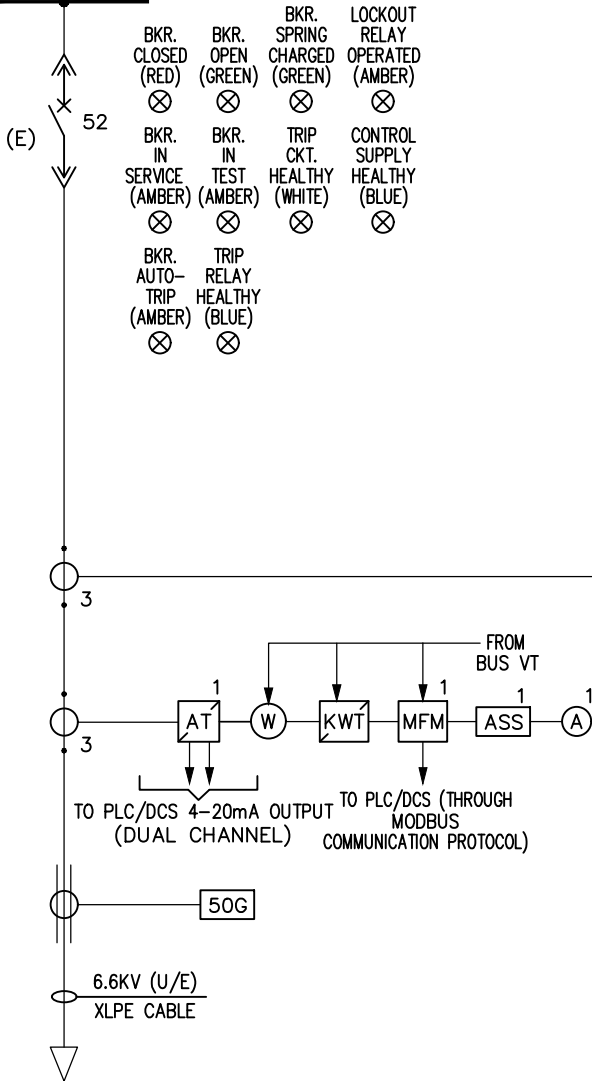 BKR.
CLOSED
(RED)
BKR.
OPEN
(GREEN)
BKR.
SPRING
CHARGED
(GREEN)
LOCKOUT
RELAY
OPERATED
(AMBER)
(E)
52
BKR.
IN
SERVICE
(AMBER)
BKR.
IN
TEST
(AMBER)
TRIP
CKT.
HEALTHY
(WHITE)
CONTROL
SUPPLY
HEALTHY
(BLUE)
BKR.
AUTO-
TRIP
(AMBER)
TRIP
RELAY
HEALTHY
(BLUE)
3
FROM
BUS VT
3
AT
1
W
KWT
MFM
1
ASS
1
A
1
TO PLC/DCS 4-20mA OUTPUT
(DUAL CHANNEL)
TO PLC/DCS (THROUGH
MODBUS
COMMUNICATION PROTOCOL)
50G
6.6KV (U/E)
XLPE CABLE